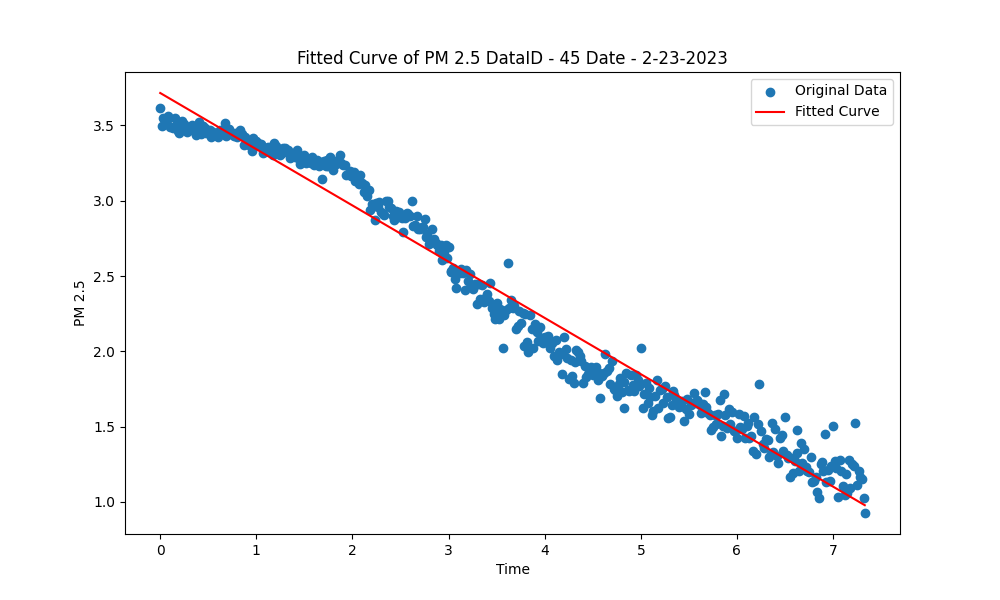 Fitted Curve of PM 2.5 DataID - 45 Date - 2-23-2023
Original Data
Fitted Curve
3.5
3.0
2.5
2.0
1.5
1.0
PM 2.5
0 1 2 3 4 5 6 7
Time